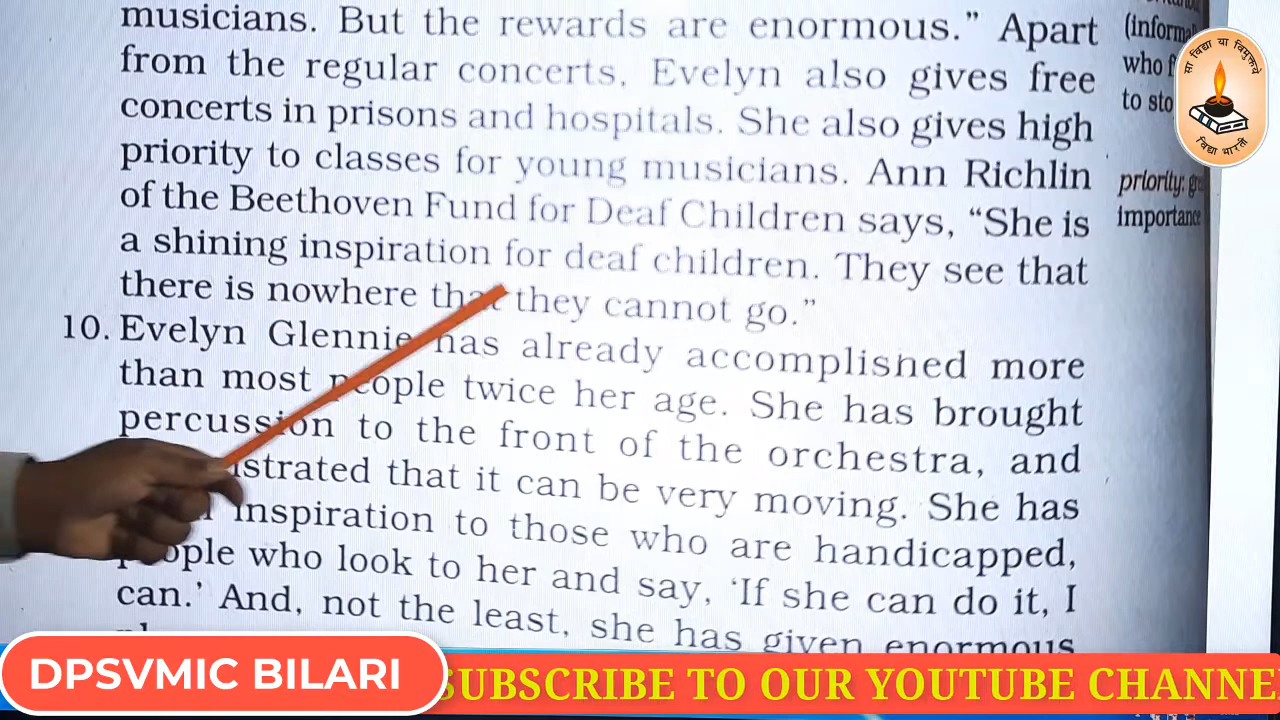 musicians. But the rewards are enormous.” Apart
from the regular concerts, Evelyn also gives free
concerts in prisons and hospitals. She also gives high
priority to classes for young musicians. Ann Richlin
of the Beethoven Fund for Deaf Children says, “She is
a shining inspiration for deaf children. They see that
there is nowhere that they cannot go.”
10. Evelyn Glennie has already accomplished more
than most people twice her age. She has brought
percussion to the front of the orchestra, and
that it can be very moving. She has
inspiration to those who are handicapped,
people who look to her and say, ‘If she can do it, I
can.’ And, not the least, she has given enormous
(informal
who f
to sto
priority: gre
importance
सा विद्या या विमुक्तये
विद्या भारती
DPSVMIC BILARI
SUBSCRIBE TO OUR YOUTUBE CHANNE